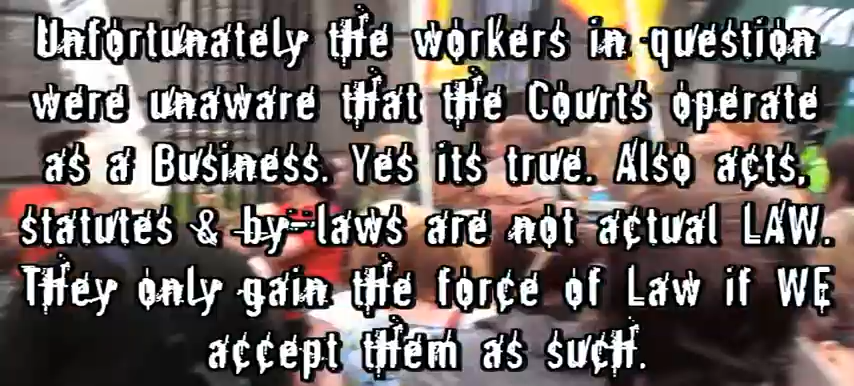 Unfortunately the workers in question
were unaware that the Courts operate
as a Business. Yes its true. Also acts,
statutes & by-laws are not actual LAW.
They only gain the force of Law if WE
accept them as such.